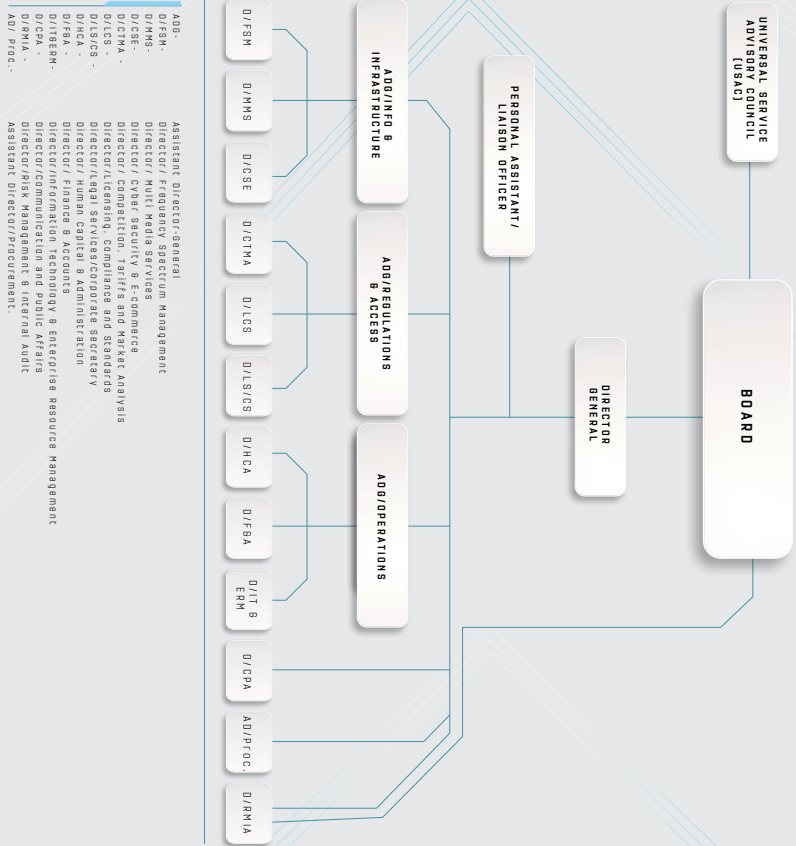 UNIVERSAL SERVICE
ADVISORY COUNCIL
(USAC)
BOARD
DIRECTOR
GENERAL
PERSONAL ASSISTANT/
LIAISON OFFICER
ADG/INFO &
INFRASTRUCTURE
ADG/REGULATIONS
& ACCESS
ADG/OPERATIONS
D/FSM
D/MMS
D/CSE
D/CTMA
D/LCS
D/LS/CS
D/HCA
D/F&A
D/IT &
ERM
D/CPA
AD/Proc.
D/RMIA
ADG- Assistant Director-General
D/FSM- Director/ Frequency Spectrum Management
D/MMS- Director/ Multi Media Services
D/CSE- Director/ Cyber Security & E-commerce
D/CTMA - Director/ Competition, Tariffs and Market Analysis
D/LCS - Director/Licensing, Compliance and Standards
D/LS/CS - Director/Legal Services/Corporate Secretary
D/HCA - Director/ Human Capital & Administration
D/F&A - Director/ Finance & Accounts
D/IT&ERM- Director/Information Technology & Enterprise Resource Management
D/CPA - Director/Communication and Public Affairs
D/RMIA - Director/Risk Management & Internal Audit
AD/ Proc.- Assistant Director/Procurement.